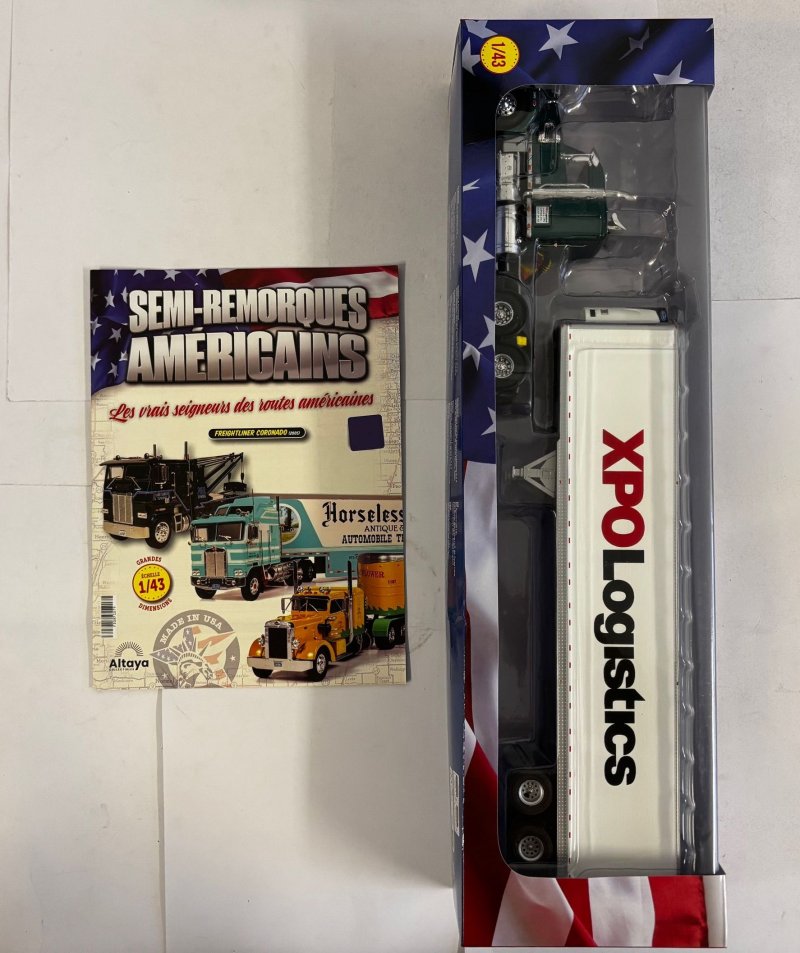 SEMI-REMORQUES
AMÉRICAINS
Les vrais seigneurs des routes américaines
FREIGHTLINER CORONADO
Horseless
ANTIQUE &
AUTOMOBILE
GRANDES
ÉCHELLE
1/43
DIMENSIONS
MADE IN USA
Altaya
1/43
XPO Logistics